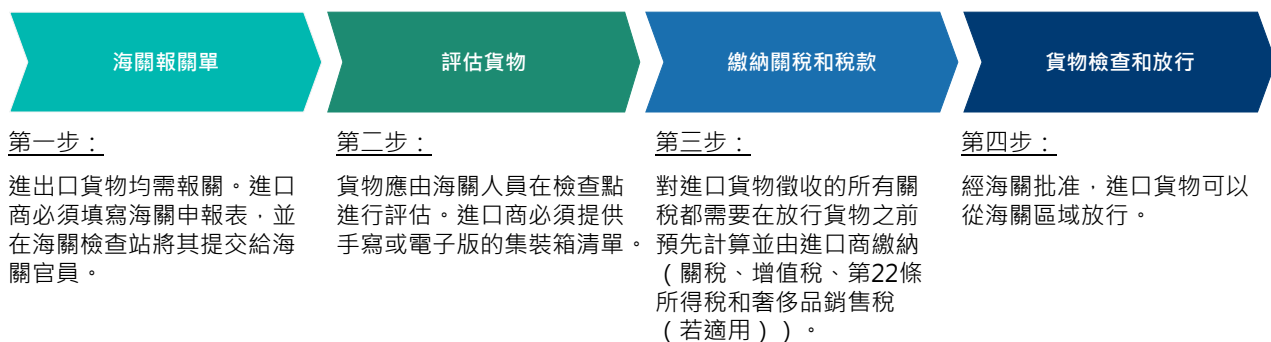 海關報關單
評估貨物
繳納關稅和稅款
貨物檢查和放行
第一步：
進出口貨物均需報關。進口
商必須填寫海關申報表，並
在海關檢查站將其提交給海
關官員。
第二步：
貨物應由海關人員在檢查點
進行評估。進口商必須提供
手寫或電子版的集裝箱清單。
第三步：
對進口貨物徵收的所有關
稅都需要在放行貨物之前
預先計算並由進口商繳納
（關稅、增值稅、第22條
所得稅和奢侈品銷售稅
（若適用））。
第四步：
經海關批准，進口貨物可以
從海關區域放行。